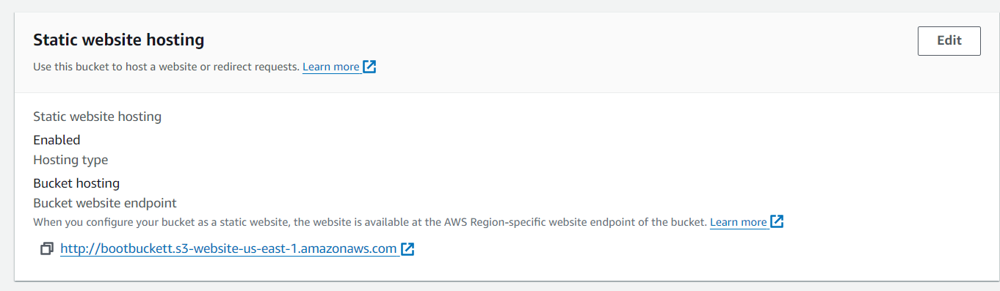 Static website hosting
Edit
Use this bucket to host a website or redirect requests. Learn more
Static website hosting
Enabled
Hosting type
Bucket hosting
Bucket website endpoint
When you configure your bucket as a static website, the website is available at the AWS Region-specific website endpoint of the bucket. Learn more
http://bootbuckett.s3-website-us-east-1.amazonaws.com